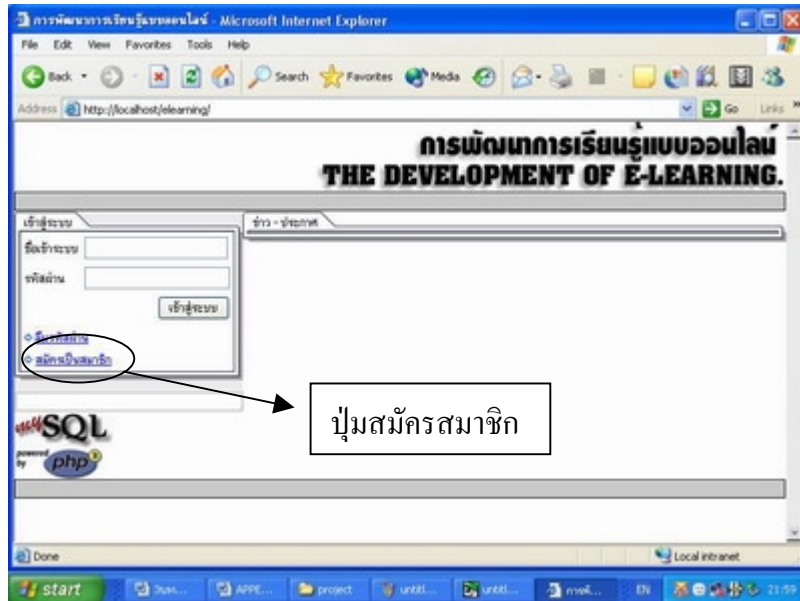 การพัฒนาการเรียนรู้แบบออนไลน์ - Microsoft Internet Explorer
File Edit View Favorites Tools Help
Back Search Favorites Media
Address http://localhost/elearning/ Go Links
การพัฒนาการเรียนรู้แบบออนไลน์
THE DEVELOPMENT OF E-LEARNING.
เข้าสู่ระบบ ข่าว - ประกาศ
ชื่อเข้าระบบ
รหัสผ่าน
เข้าสู่ระบบ
ลืมรหัสผ่าน
สมัครเป็นสมาชิก
ปุ่มสมัครสมาชิก
mySQL
powered by php
Done Local intranet
start APPE... project untitl... untitl... EN 21:59